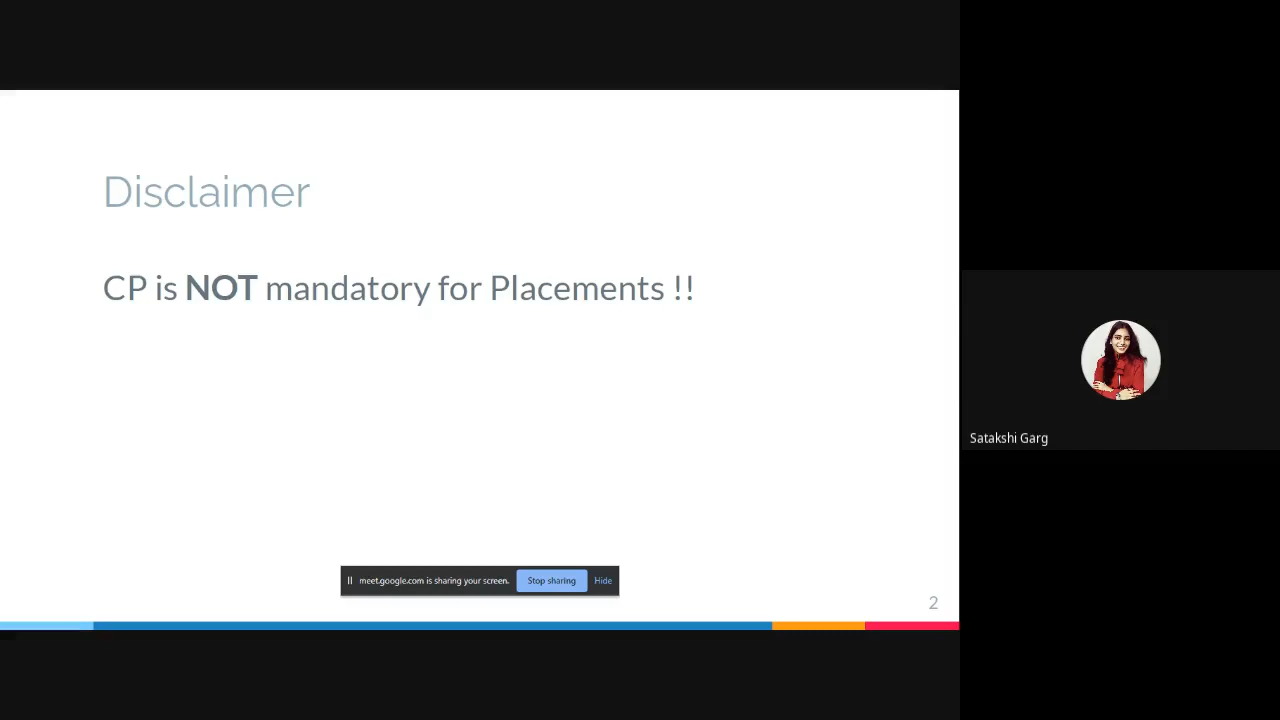 Disclaimer
CP is NOT mandatory for Placements !!
meet.google.com is sharing your screen. Stop sharing Hide
2
Satakshi Garg